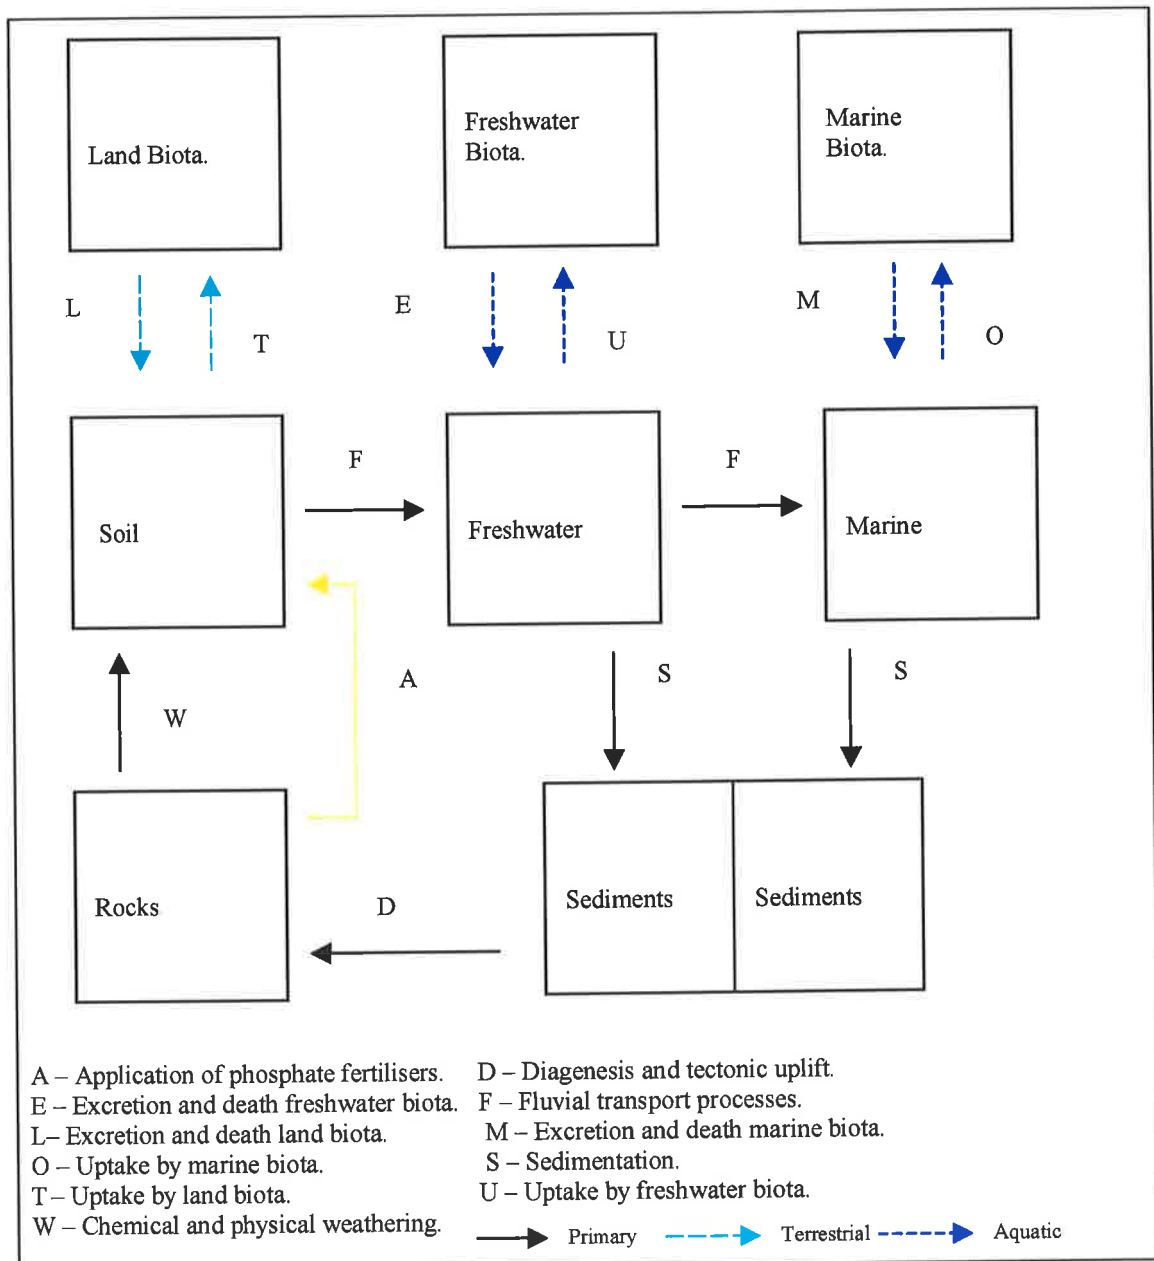 Land Biota.
Freshwater
Biota.
Marine
Biota.
L
T
E
U
M
O
Soil
F
Freshwater
F
Marine
W
A
S
S
Rocks
D
Sediments
Sediments
A – Application of phosphate fertilisers.
E – Excretion and death freshwater biota.
L– Excretion and death land biota.
O – Uptake by marine biota.
T – Uptake by land biota.
W – Chemical and physical weathering.
D – Diagenesis and tectonic uplift.
F – Fluvial transport processes.
M – Excretion and death marine biota.
S – Sedimentation.
U – Uptake by freshwater biota.
Primary
Terrestrial
Aquatic